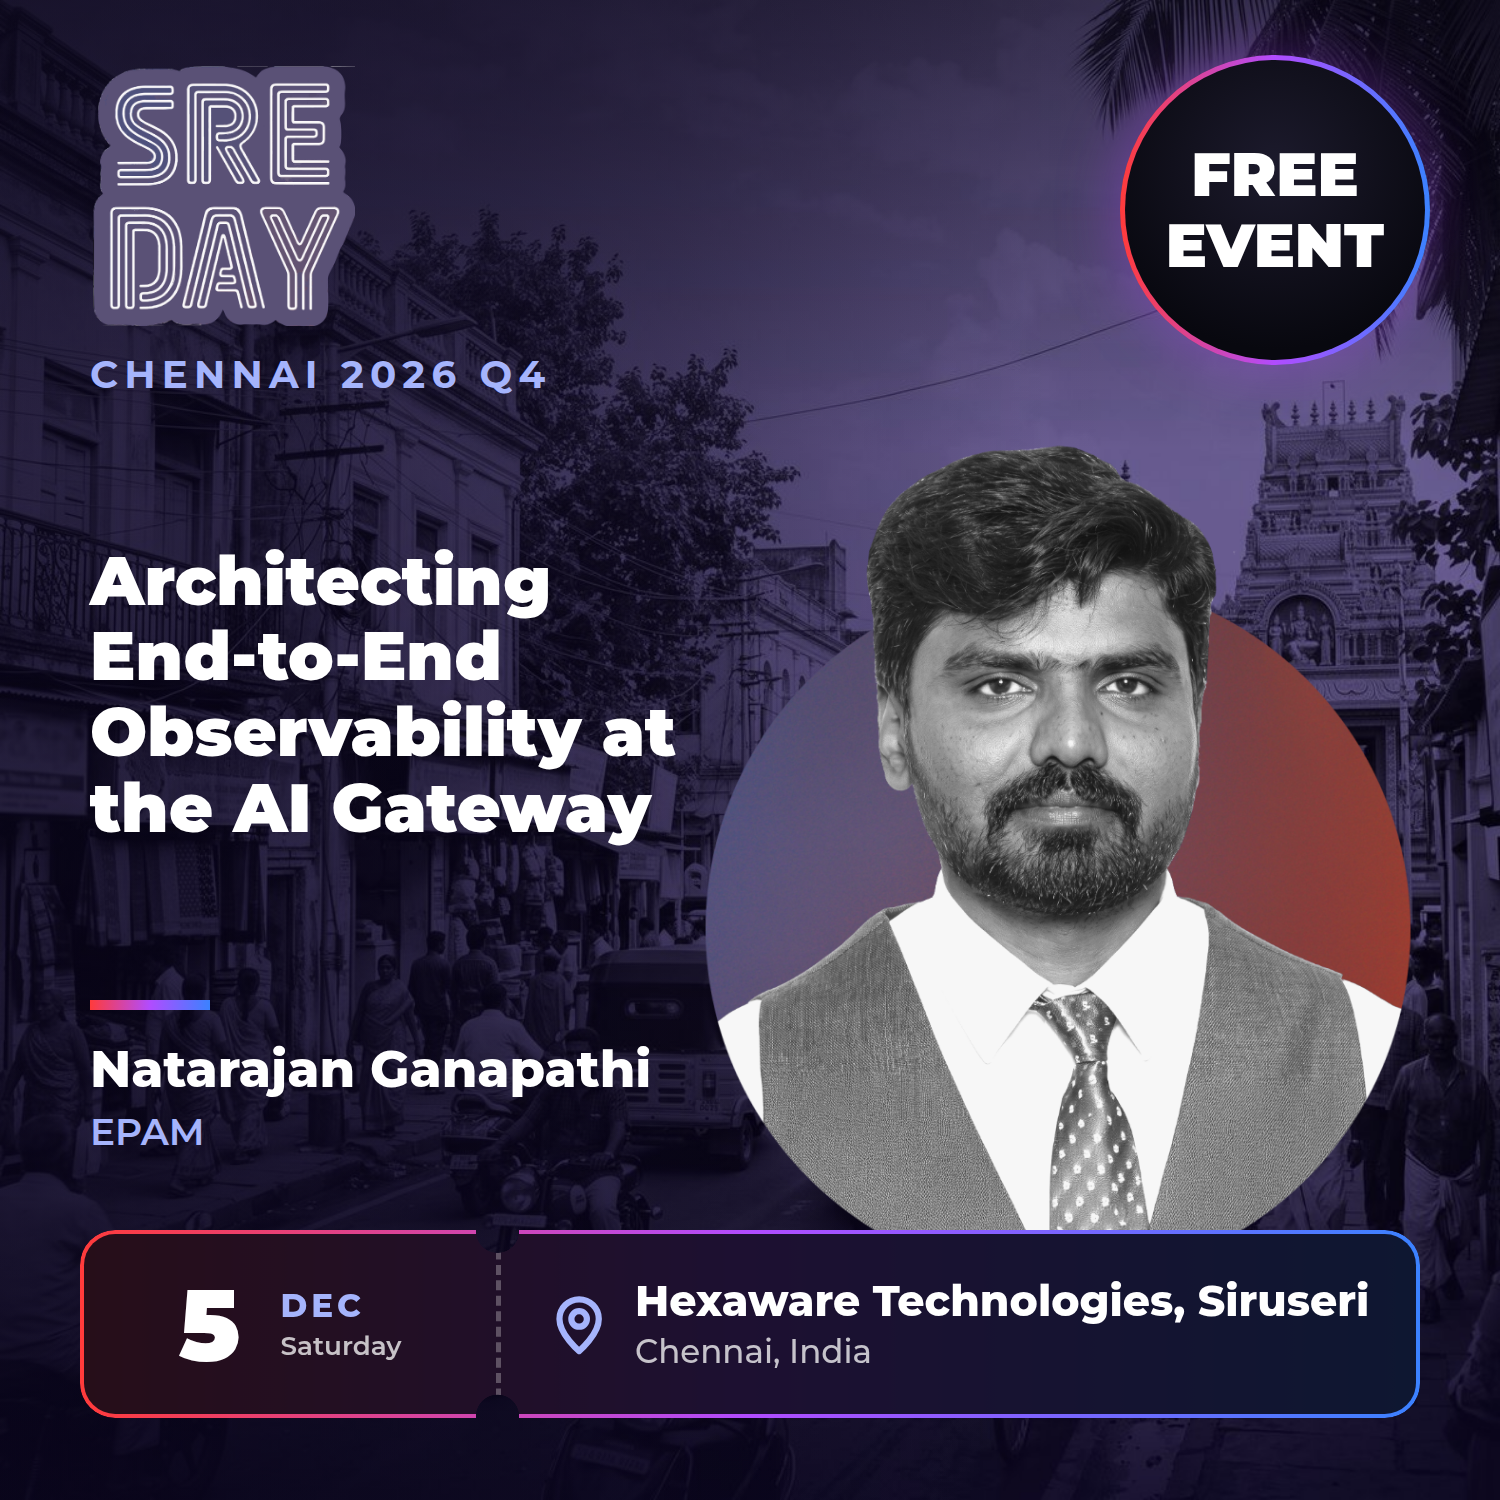 SRE
DAY
CHENNAI 2026 Q4
FREE
EVENT
Architecting
End-to-End
Observability at
the AI Gateway
Natarajan Ganapathi
EPAM
5
DEC
Saturday
Hexaware Technologies, Siruseri
Chennai, India